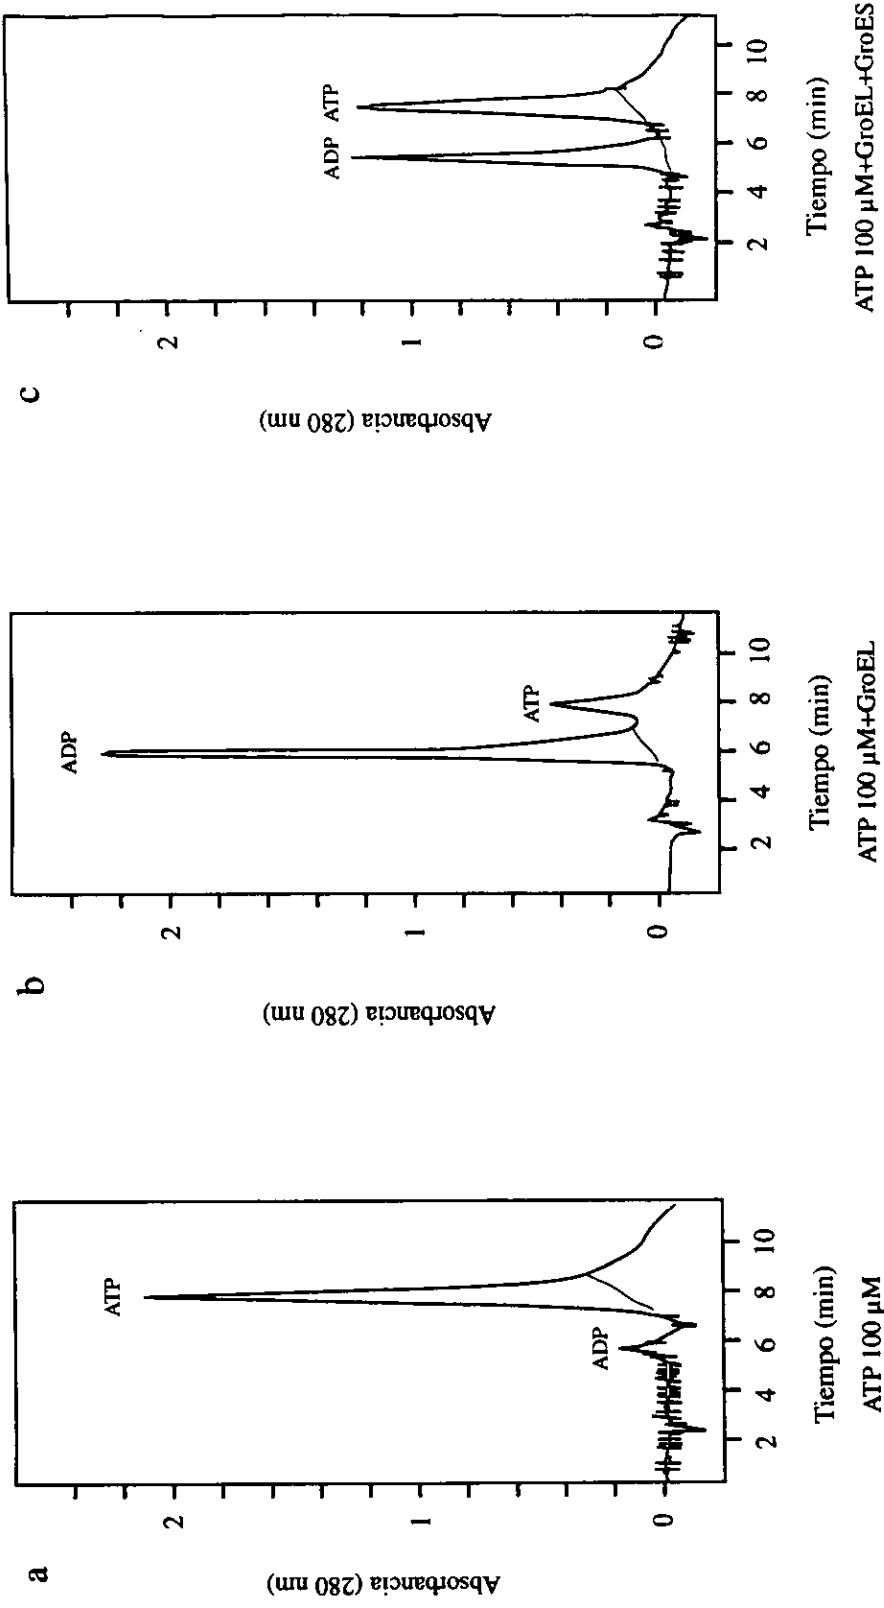 a
Absorbancia (280 nm)
2
1
0
ATP
ADP
2 4 6 8 10
Tiempo (min)
ATP 100 µM
b
Absorbancia (280 nm)
2
1
0
ADP
ATP
2 4 6 8 10
Tiempo (min)
ATP 100 µM+GroEL
c
Absorbancia (280 nm)
2
1
0
ADP
ATP
2 4 6 8 10
Tiempo (min)
ATP 100 µM+GroEL+GroES